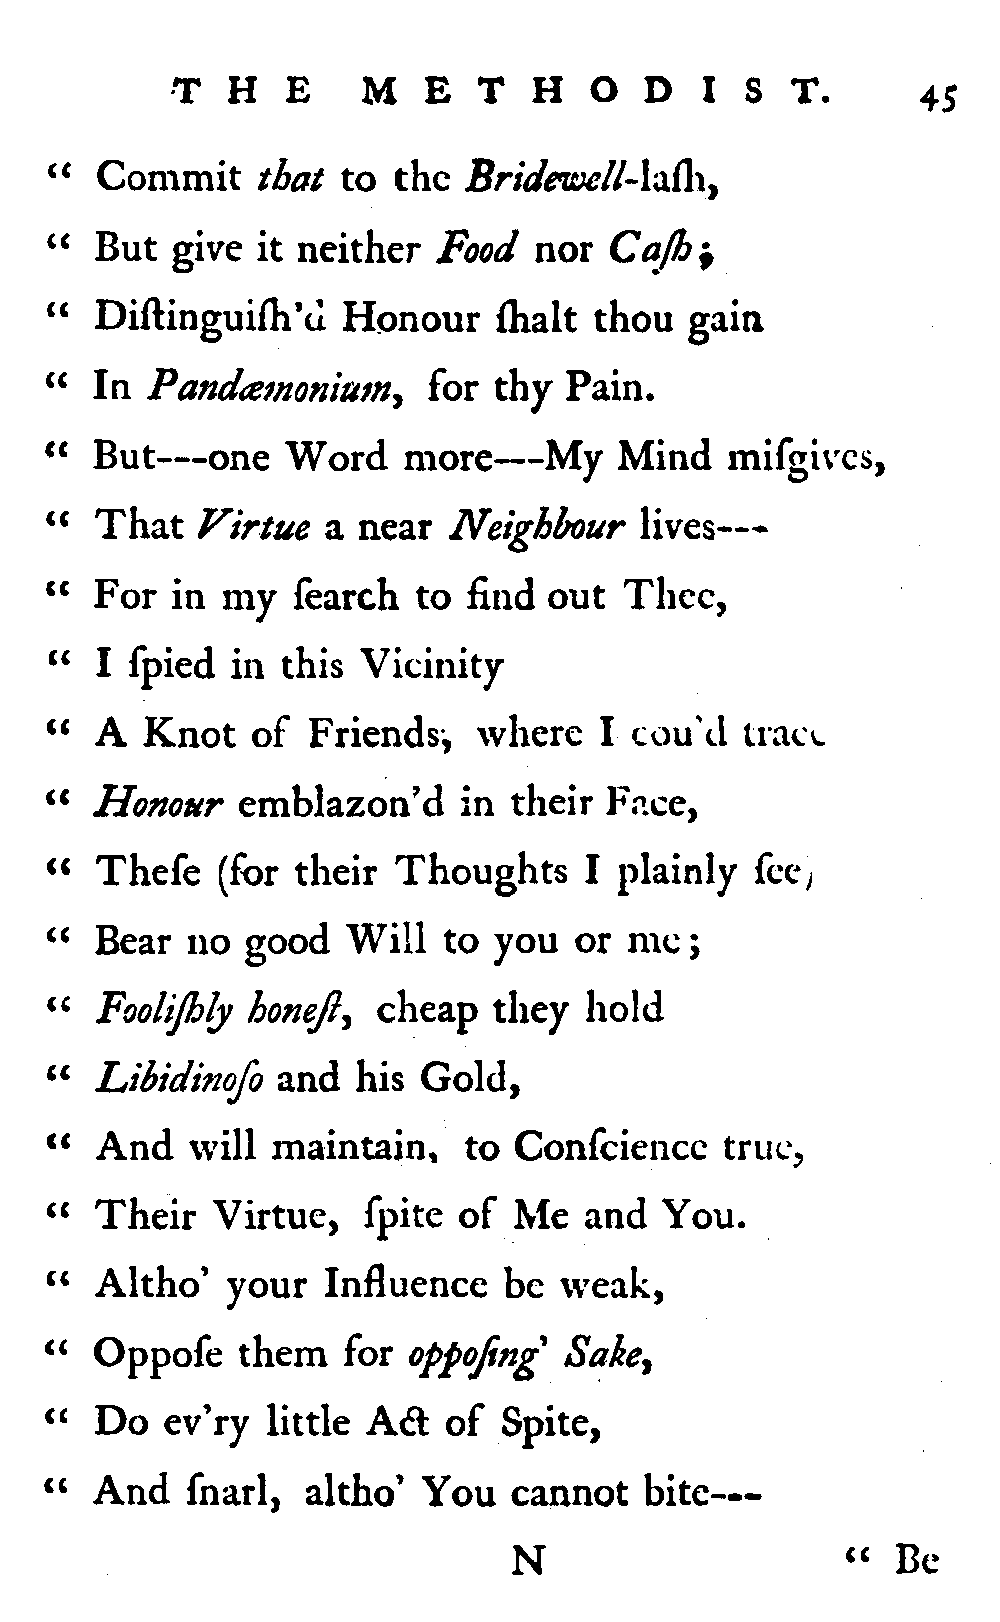 THE METHODIST. 45
“ Commit that to the Bridewell-laſh,
“ But give it neither Food nor Caſh;
“ Diſtinguiſh'd Honour ſhalt thou gain
“ In Pandæmonium, for thy Pain.
“ But---one Word more---My Mind miſgives,
“ That Virtue a near Neighbour lives---
“ For in my ſearch to find out Thee,
“ I ſpied in this Vicinity
“ A Knot of Friends, where I cou'd trace
“ Honour emblazon'd in their Face,
“ Theſe (for their Thoughts I plainly ſee)
“ Bear no good Will to you or me;
“ Fooliſhly honeſt, cheap they hold
“ Libidinoſo and his Gold,
“ And will maintain, to Conſcience true,
“ Their Virtue, ſpite of Me and You.
“ Altho' your Influence be weak,
“ Oppoſe them for oppoſing' Sake,
“ Do ev'ry little Act of Spite,
“ And ſnarl, altho' You cannot bite---
N “ Be